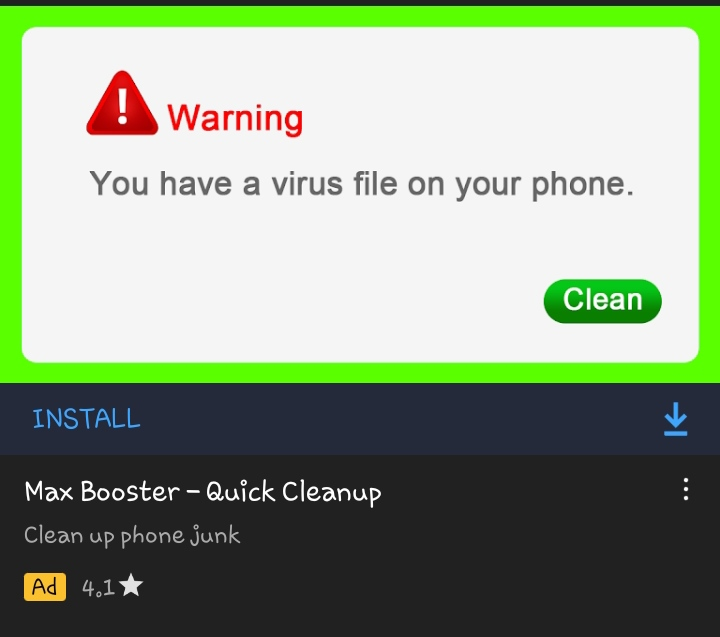 Warning
You have a virus file on your phone.
Clean
INSTALL
Max Booster – Quick Cleanup
Clean up phone junk
Ad 4.1★